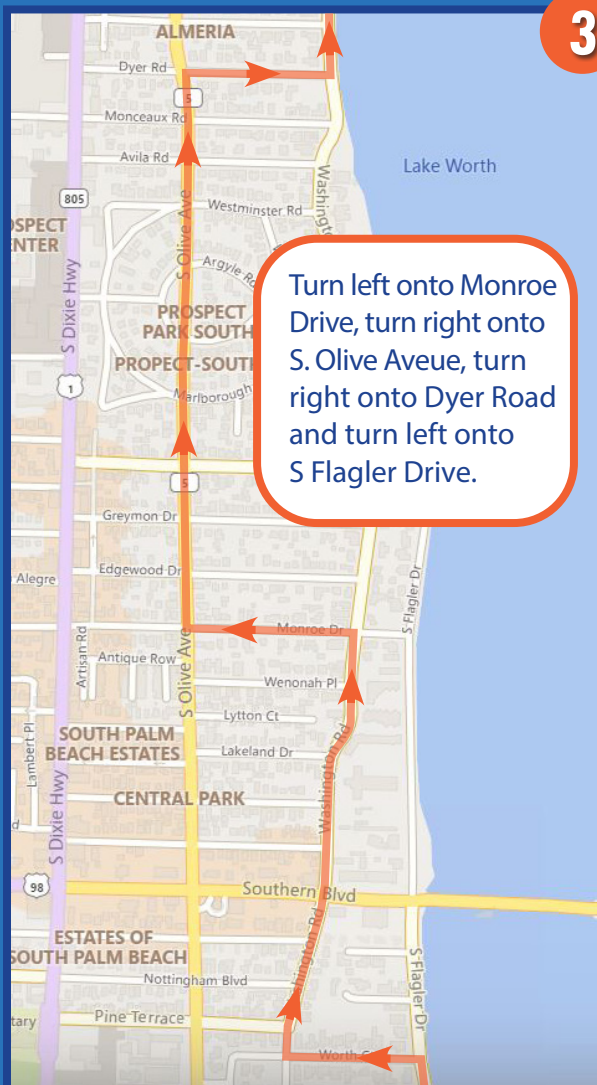 3
ALMERIA
Dyer Rd
5
Monceaux Rd
Avila Rd
Lake Worth
805
Westminster Rd
OSPECT
ENTER
S Olive Ave
S Dixie Hwy
Argyle Rd
PROSPECT
PARK SOUTH
PROPECT-SOUTH
1
Marlborough
Turn left onto Monroe
Drive, turn right onto
S. Olive Aveue, turn
right onto Dyer Road
and turn left onto
S Flagler Drive.
5
Greymon Dr
Edgewood Dr
Alegre
S Flagler Dr
Monroe Dr
Artisan Rd
Antique Row
S Olive Ave
Wenonah Pl
Lytton Ct
SOUTH PALM
BEACH ESTATES
Lakeland Dr
Lambert Pl
Washington Rd
CENTRAL PARK
S Dixie Hwy
98
Southern Blvd
ESTATES OF
SOUTH PALM BEACH
Washington Rd
S Flagler Dr
Nottingham Blvd
Pine Terrace
tary